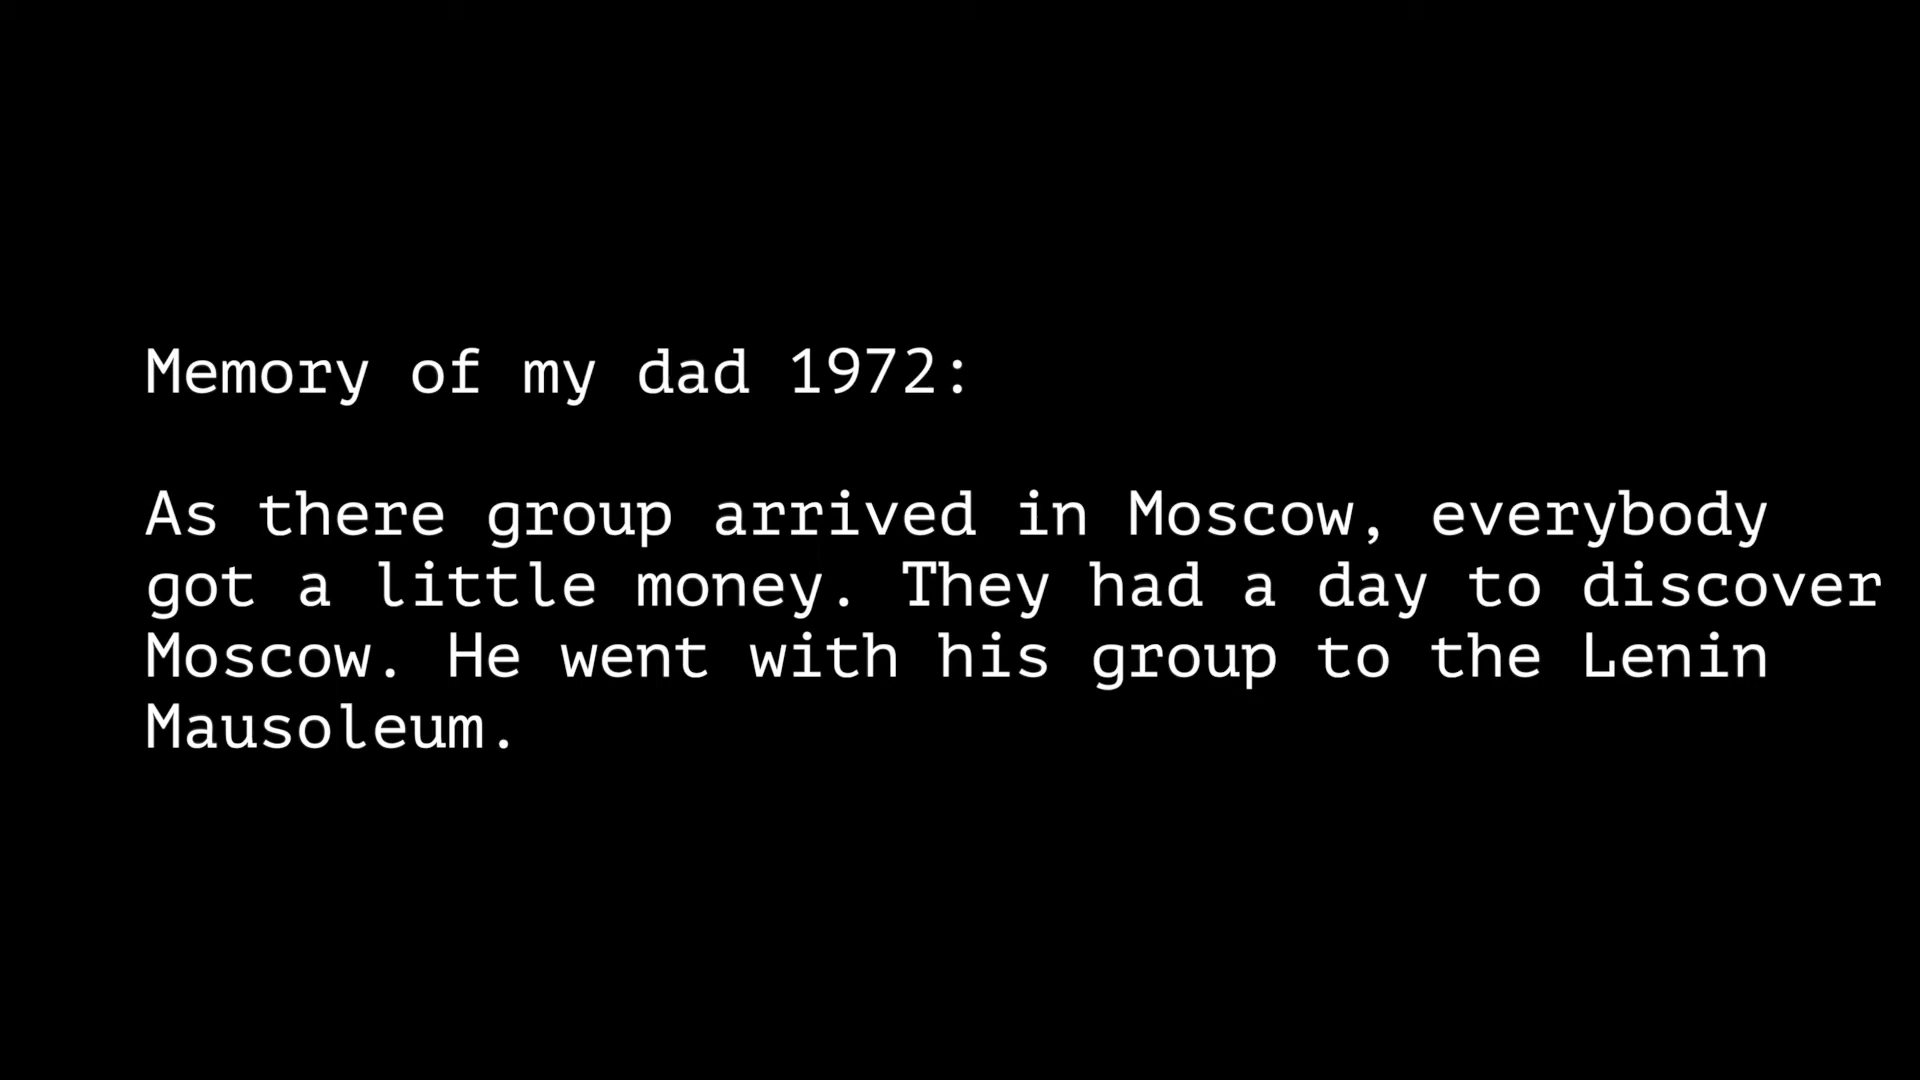 Memory of my dad 1972:
As there group arrived in Moscow, everybody
got a little money. They had a day to discover
Moscow. He went with his group to the Lenin
Mausoleum.